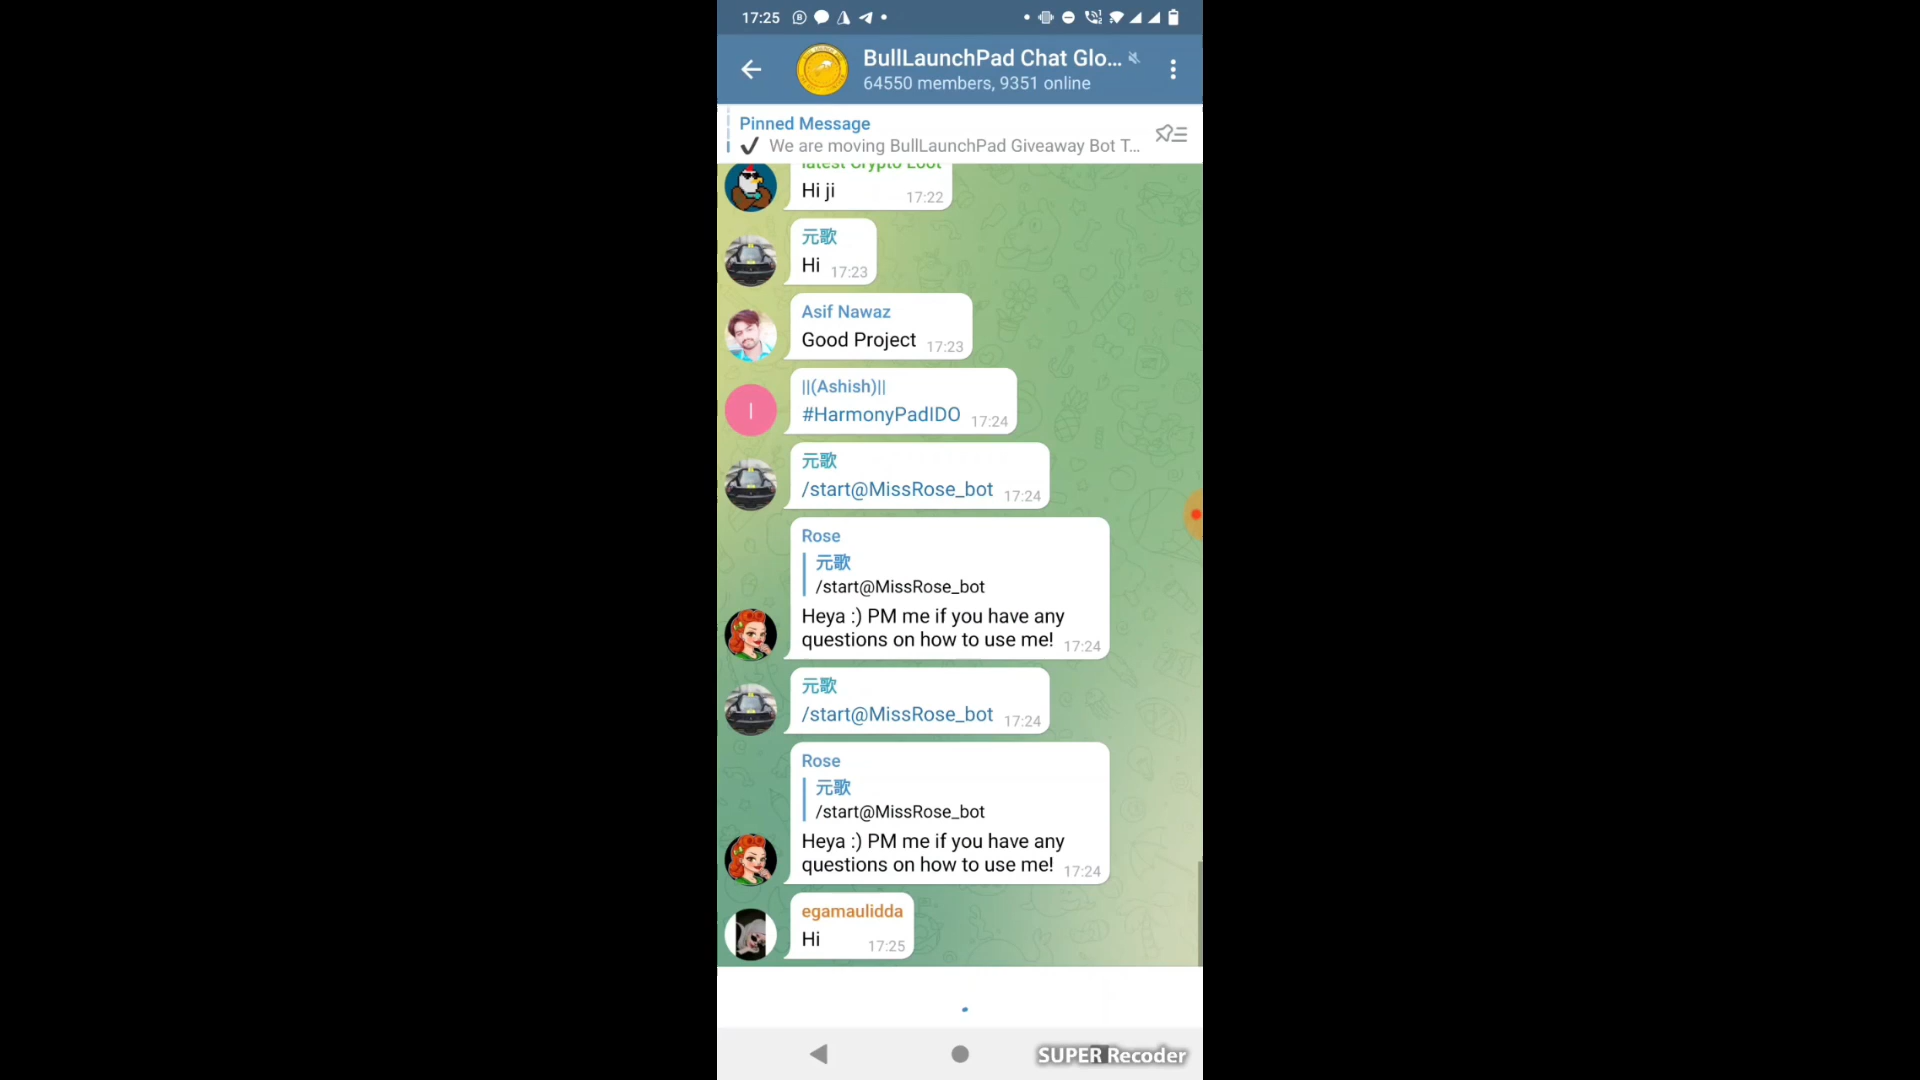 17:25
BullLaunchPad Chat Glo...
64550 members, 9351 online
Pinned Message
✔ We are moving BullLaunchPad Giveaway Bot T...
latest Crypto Loot
Hi ji 17:22
元歌
Hi 17:23
Asif Nawaz
Good Project 17:23
||(Ashish)||
#HarmonyPadIDO 17:24
元歌
/start@MissRose_bot 17:24
Rose
元歌
/start@MissRose_bot
Heya :) PM me if you have any
questions on how to use me! 17:24
元歌
/start@MissRose_bot 17:24
Rose
元歌
/start@MissRose_bot
Heya :) PM me if you have any
questions on how to use me! 17:24
egamaulidda
Hi 17:25
SUPER Recoder